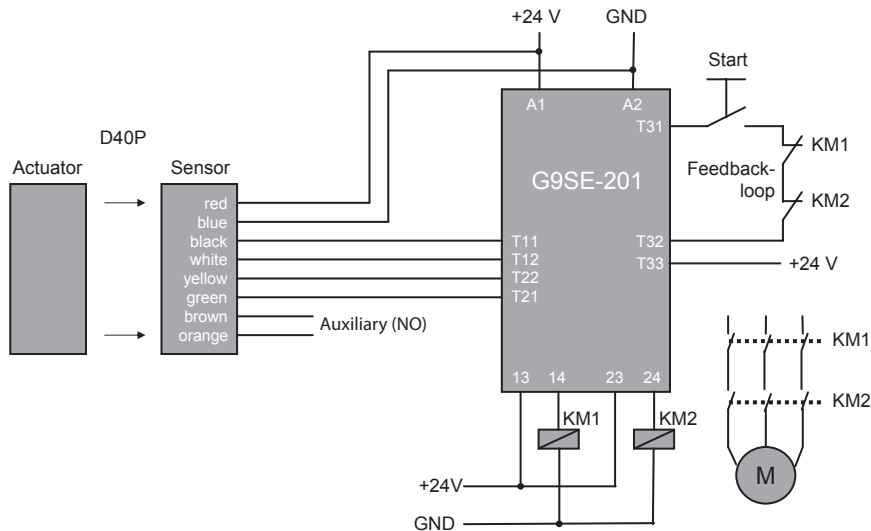 +24 V
GND
Start
A1
A2
T31
D40P
KM1
Actuator
Sensor
Feedback-
loop
G9SE-201
KM2
red
blue
black
T11
T32
white
T12
T33
+24 V
yellow
T22
green
T21
brown
Auxiliary (NO)
orange
KM1
13
14
23
24
KM2
KM1
KM2
M
+24V
GND